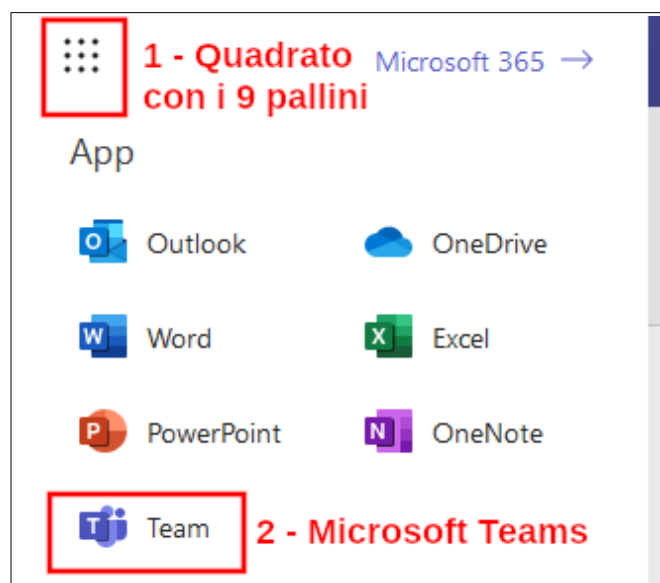 1 - Quadrato
con i 9 pallini
Microsoft 365 →
App
Outlook
OneDrive
Word
Excel
PowerPoint
OneNote
Team
2 - Microsoft Teams